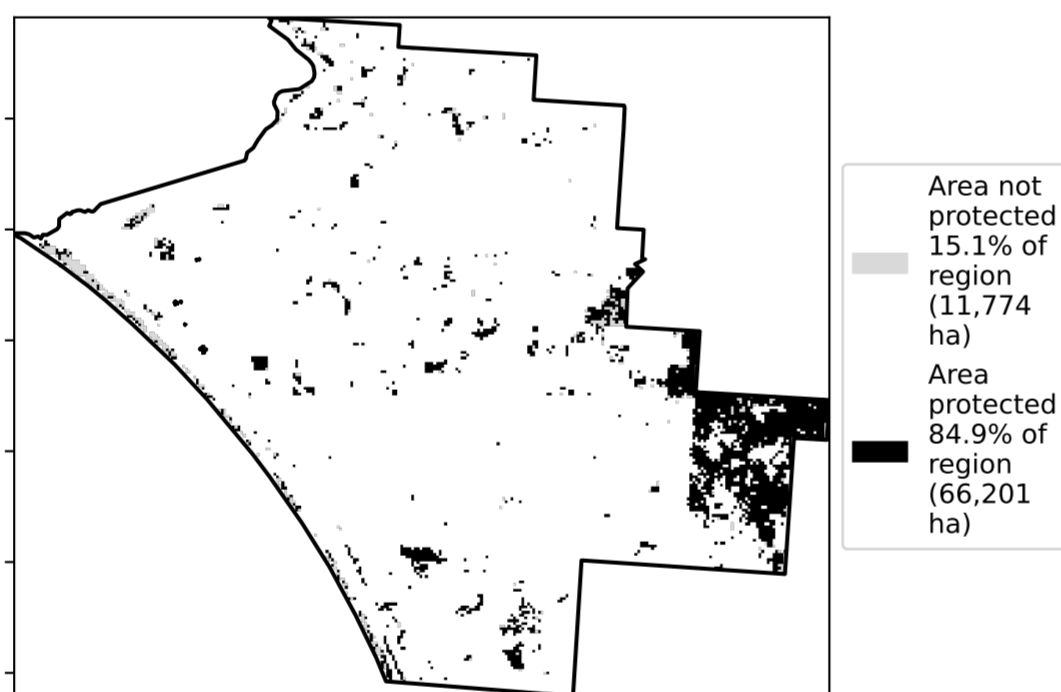 Area not
protected
15.1% of
region
(11,774
ha)
Area
protected
84.9% of
region
(66,201
ha)